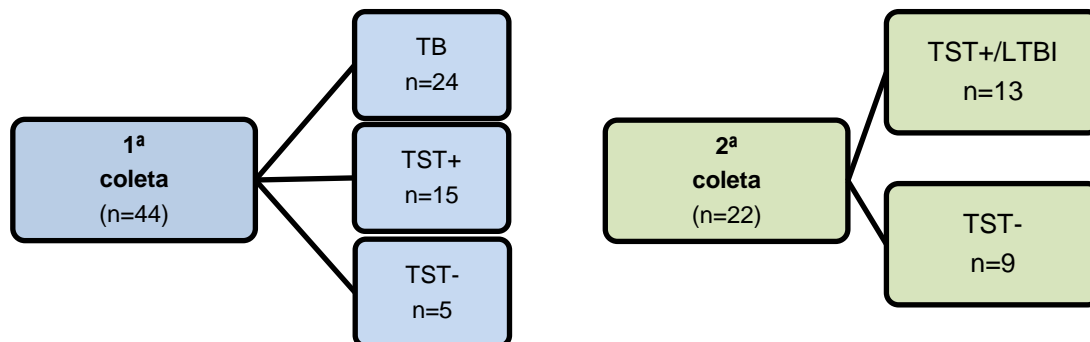 1ª
coleta
(n=44)
TB
n=24
TST+
n=15
TST-
n=5
2ª
coleta
(n=22)
TST+/LTBI
n=13
TST-
n=9